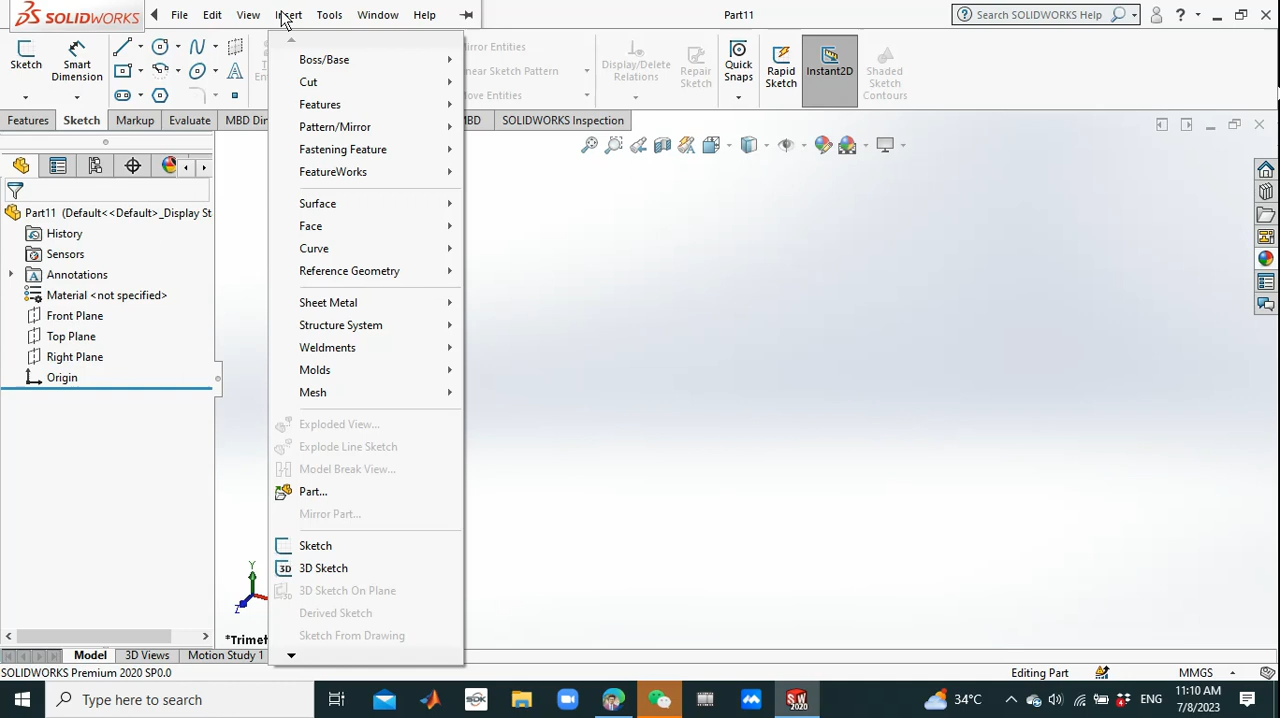 SOLIDWORKS
File Edit View Insert Tools Window Help
Part11
Search SOLIDWORKS Help
Sketch
Smart Dimension
Mirror Entities
Linear Sketch Pattern
Move Entities
Display/Delete Relations
Repair Sketch
Quick Snaps
Rapid Sketch
Instant2D
Shaded Sketch Contours
Features Sketch Markup Evaluate MBD MBD SOLIDWORKS Inspection
Part11 (Default<<Default>_Display St
History
Sensors
Annotations
Material <not specified>
Front Plane
Top Plane
Right Plane
Origin
Boss/Base
Cut
Features
Pattern/Mirror
Fastening Feature
FeatureWorks
Surface
Face
Curve
Reference Geometry
Sheet Metal
Structure System
Weldments
Molds
Mesh
Exploded View...
Explode Line Sketch
Model Break View...
Part...
Mirror Part...
Sketch
3D Sketch
3D Sketch On Plane
Derived Sketch
Sketch From Drawing
Y
Z
*Trimet
Model 3D Views Motion Study 1
SOLIDWORKS Premium 2020 SP0.0
Editing Part
MMGS
Type here to search
SDK
SW 2020
34°C
ENG
11:10 AM
7/8/2023